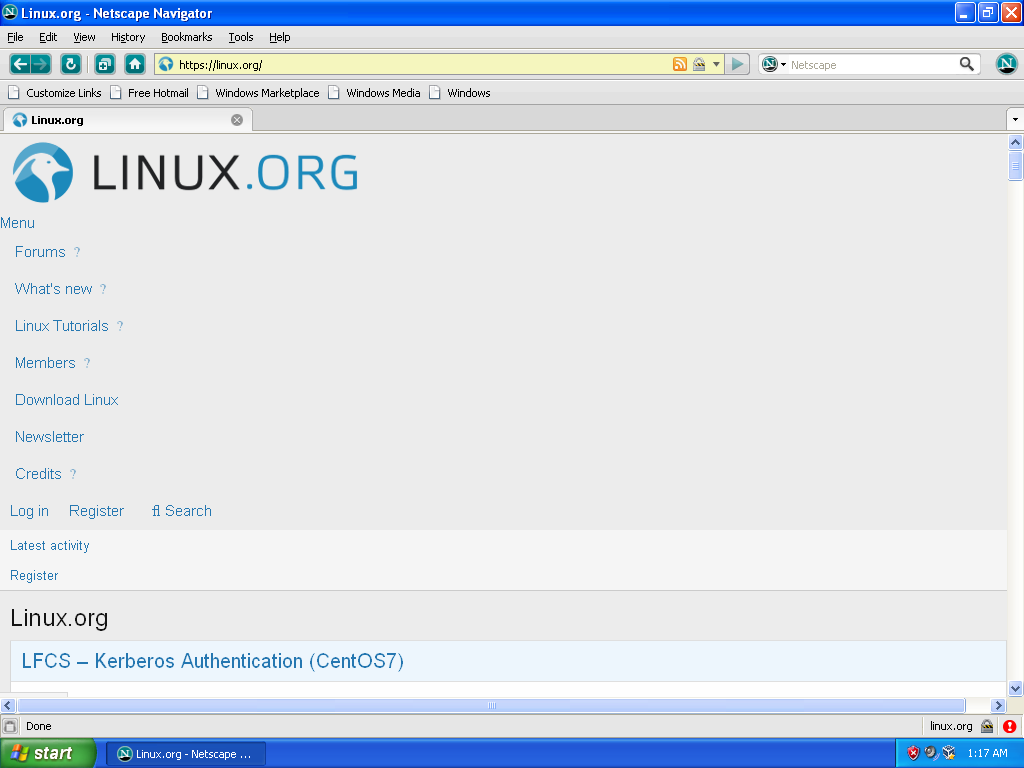 Linux.org - Netscape Navigator
File Edit View History Bookmarks Tools Help
https://linux.org/ Netscape N
Customize Links Free Hotmail Windows Marketplace Windows Media Windows
Linux.org
LINUX.ORG
Menu
Forums ?
What's new ?
Linux Tutorials ?
Members ?
Download Linux
Newsletter
Credits ?
Log in Register ﬂ Search
Latest activity
Register
Linux.org
LFCS – Kerberos Authentication (CentOS7)
Done linux.org
start Linux.org - Netscape ... 1:17 AM